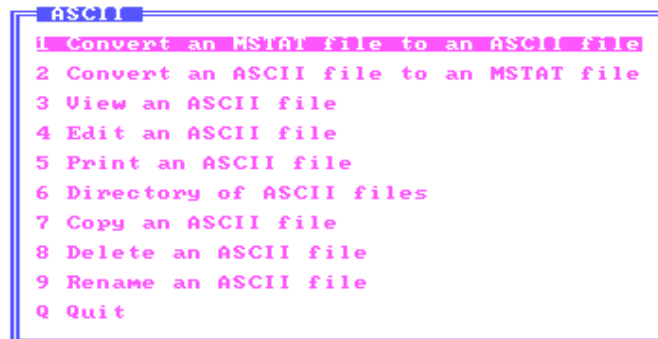 ASCII
1 Convert an MSTAT file to an ASCII file
2 Convert an ASCII file to an MSTAT file
3 View an ASCII file
4 Edit an ASCII file
5 Print an ASCII file
6 Directory of ASCII files
7 Copy an ASCII file
8 Delete an ASCII file
9 Rename an ASCII file
Q Quit